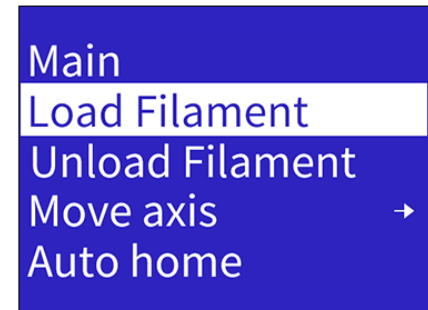 Main
Load Filament
Unload Filament
Move axis →
Auto home